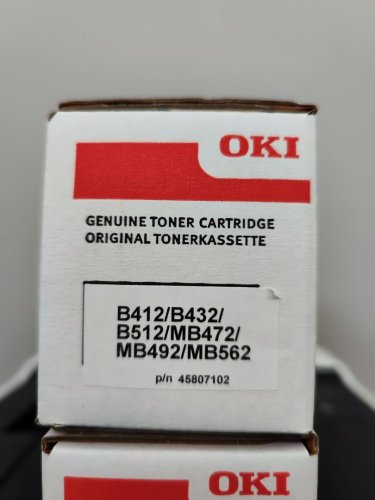 OKI
GENUINE TONER CARTRIDGE
ORIGINAL TONERKASSETTE
B412/B432/
B512/MB472/
MB492/MB562
p/n 45807102
OKI